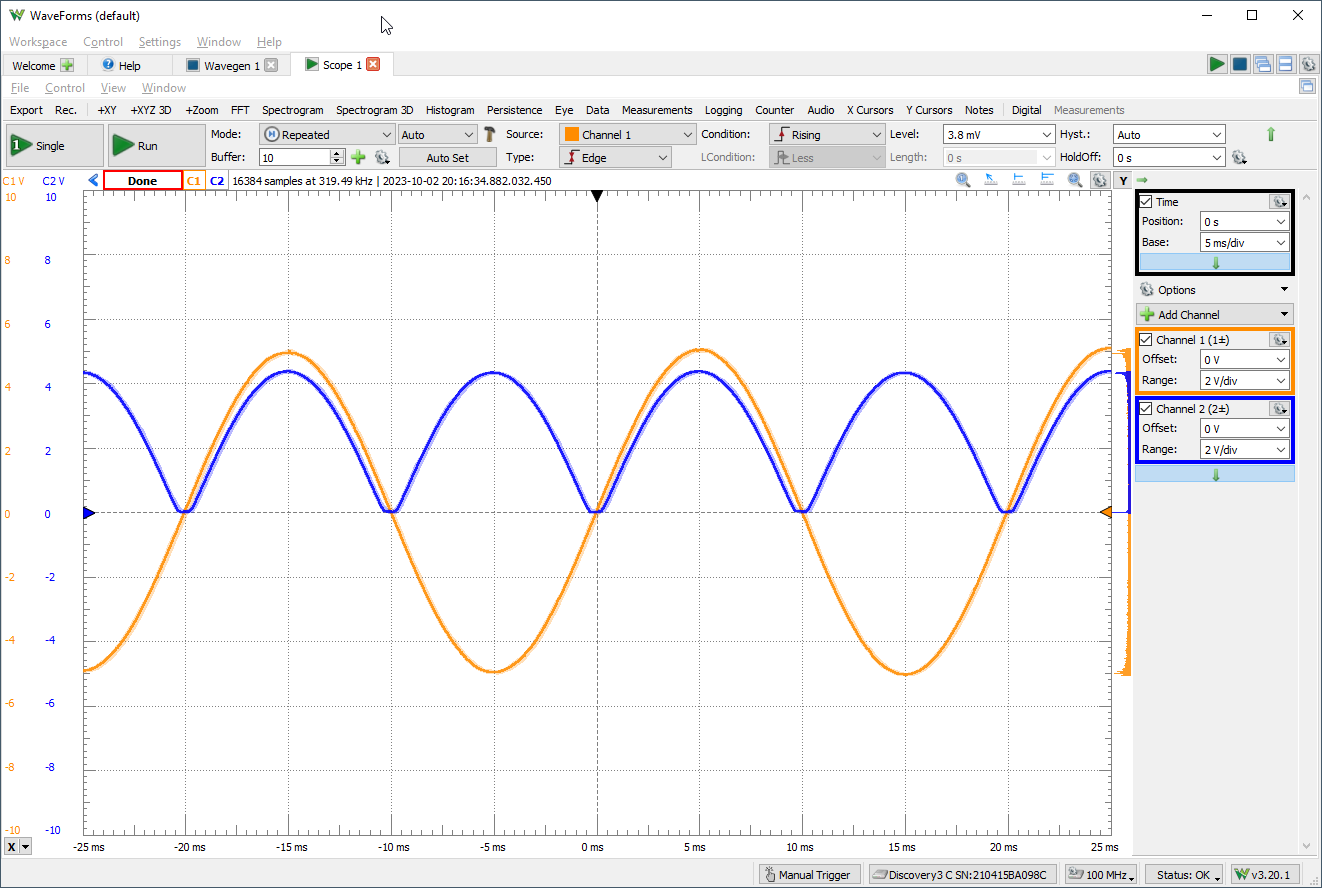 WaveForms (default)
Workspace Control Settings Window Help
Welcome Help Wavegen 1 Scope 1
File Control View Window
Export Rec. +XY +XYZ 3D +Zoom FFT Spectrogram Spectrogram 3D Histogram Persistence Eye Data Measurements Logging Counter Audio X Cursors Y Cursors Notes Digital Measurements
Single Run Mode: Repeated Auto Source: Channel 1 Condition: Rising Level: 3.8 mV Hyst.: Auto
Buffer: 10 Auto Set Type: Edge LCondition: Less Length: 0 s HoldOff: 0 s
C1 V C2 V Done C1 C2 16384 samples at 319.49 kHz | 2023-10-02 20:16:34.882.032.450 Y
10 10
8 8
6 6
4 4
2 2
0 0
-2 -2
-4 -4
-6 -6
-8 -8
-10 -10
X -25 ms -20 ms -15 ms -10 ms -5 ms 0 ms 5 ms 10 ms 15 ms 20 ms 25 ms
Time
Position: 0 s
Base: 5 ms/div
Options
Add Channel
Channel 1 (1±)
Offset: 0 V
Range: 2 V/div
Channel 2 (2±)
Offset: 0 V
Range: 2 V/div
Manual Trigger Discovery3 C SN:210415BA098C 100 MHz Status: OK v3.20.1